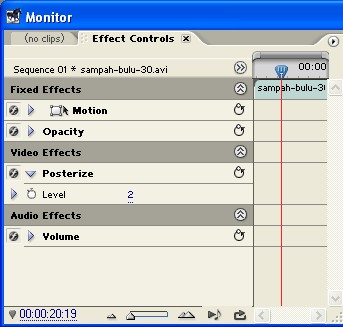 Monitor
(no clips) Effect Controls
Sequence 01 * sampah-bulu-30.avi 00:00
Fixed Effects sampah-bulu-30
Motion
Opacity
Video Effects
Posterize
Level 2
Audio Effects
Volume
00:00:20:19